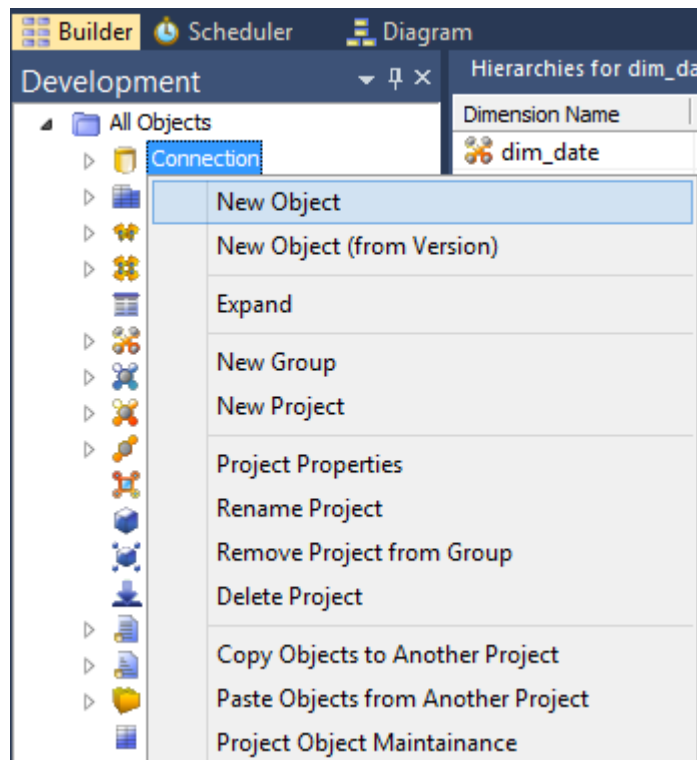 Builder Scheduler Diagram
Development
Hierarchies for dim_da
All Objects
Dimension Name
Connection
dim_date
New Object
New Object (from Version)
Expand
New Group
New Project
Project Properties
Rename Project
Remove Project from Group
Delete Project
Copy Objects to Another Project
Paste Objects from Another Project
Project Object Maintainance